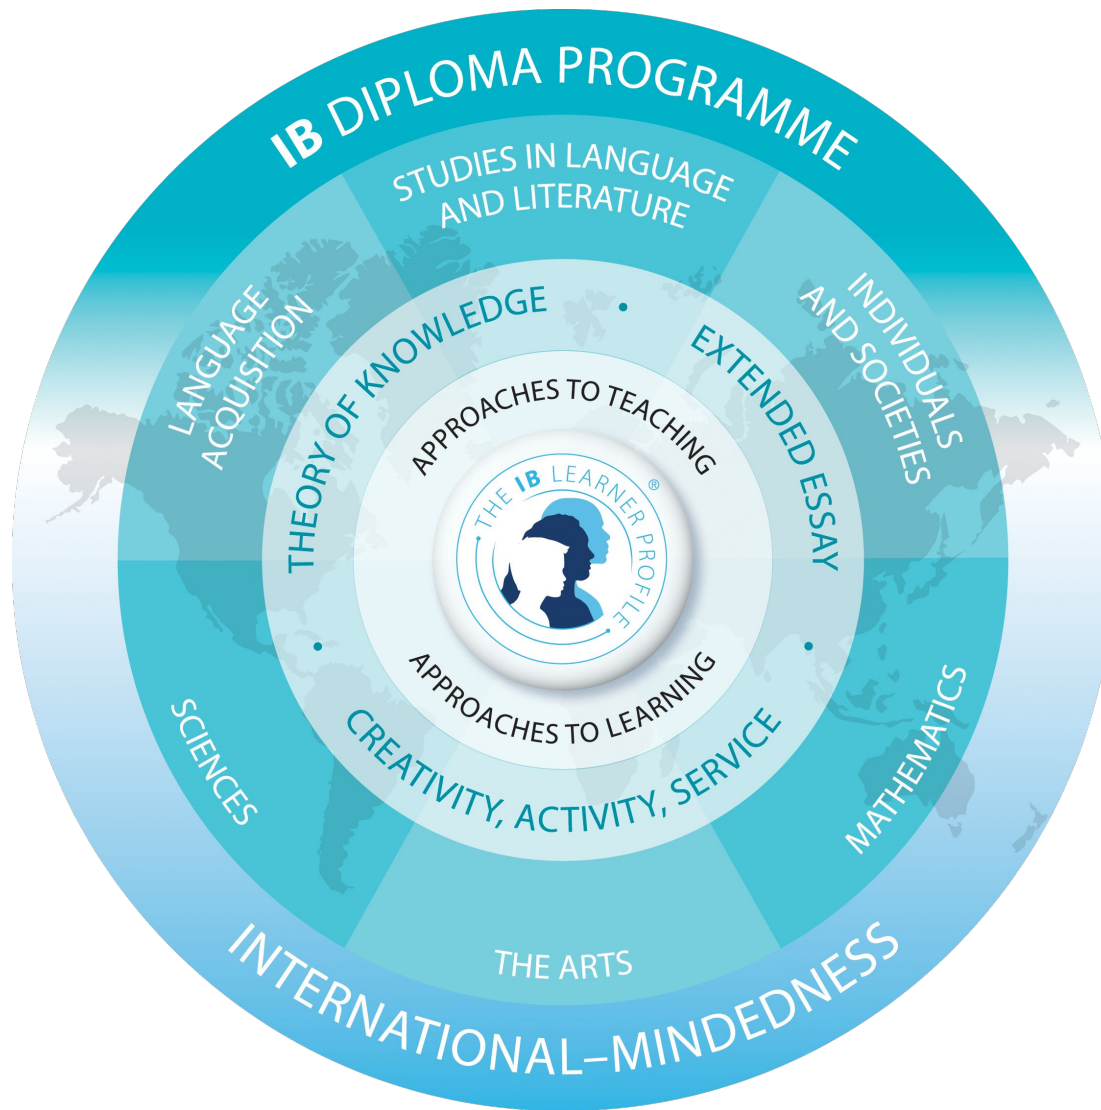 IB DIPLOMA PROGRAMME
STUDIES IN LANGUAGE
AND LITERATURE
LANGUAGE
ACQUISITION
INDIVIDUALS
AND SOCIETIES
THEORY OF KNOWLEDGE
•
EXTENDED ESSAY
APPROACHES TO TEACHING
THE IB LEARNER PROFILE
®
APPROACHES TO LEARNING
•
CREATIVITY, ACTIVITY, SERVICE
•
SCIENCES
MATHEMATICS
THE ARTS
INTERNATIONAL–MINDEDNESS